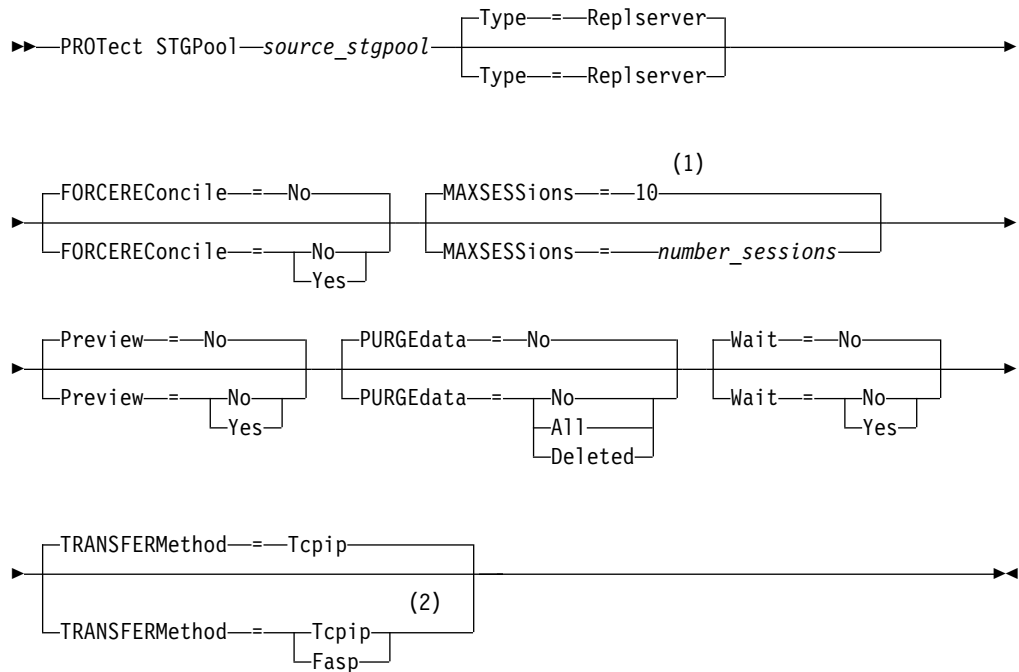 Type = Replserver
PROTect STGPool source_stgpool
Type = Replserver
(1)
FORCEREConcile = No
MAXSESSions = 10
FORCEREConcile = No
Yes
MAXSESSions = number_sessions
Preview = No
PURGEdata = No
Wait = No
Preview = No
Yes
PURGEdata = No
All
Deleted
Wait = No
Yes
TRANSFERMethod = Tcpip
(2)
TRANSFERMethod = Tcpip
Fasp